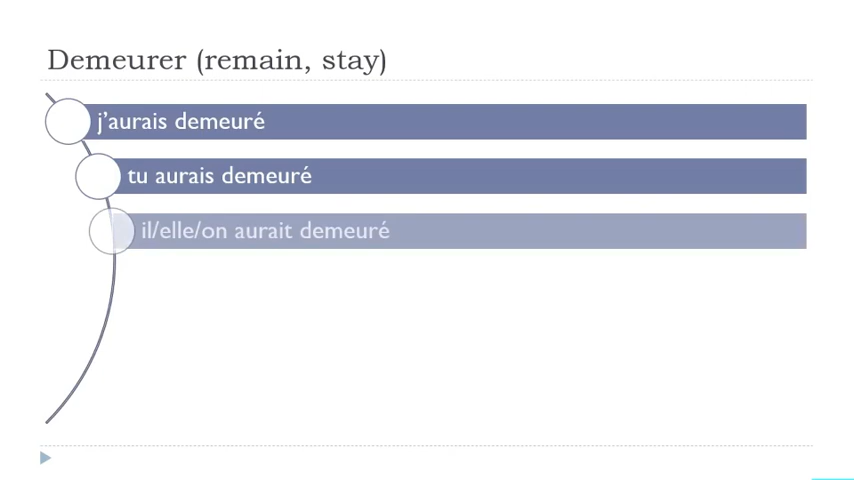 Demeurer (remain, stay)
j’aurais demeuré
tu aurais demeuré
il/elle/on aurait demeuré